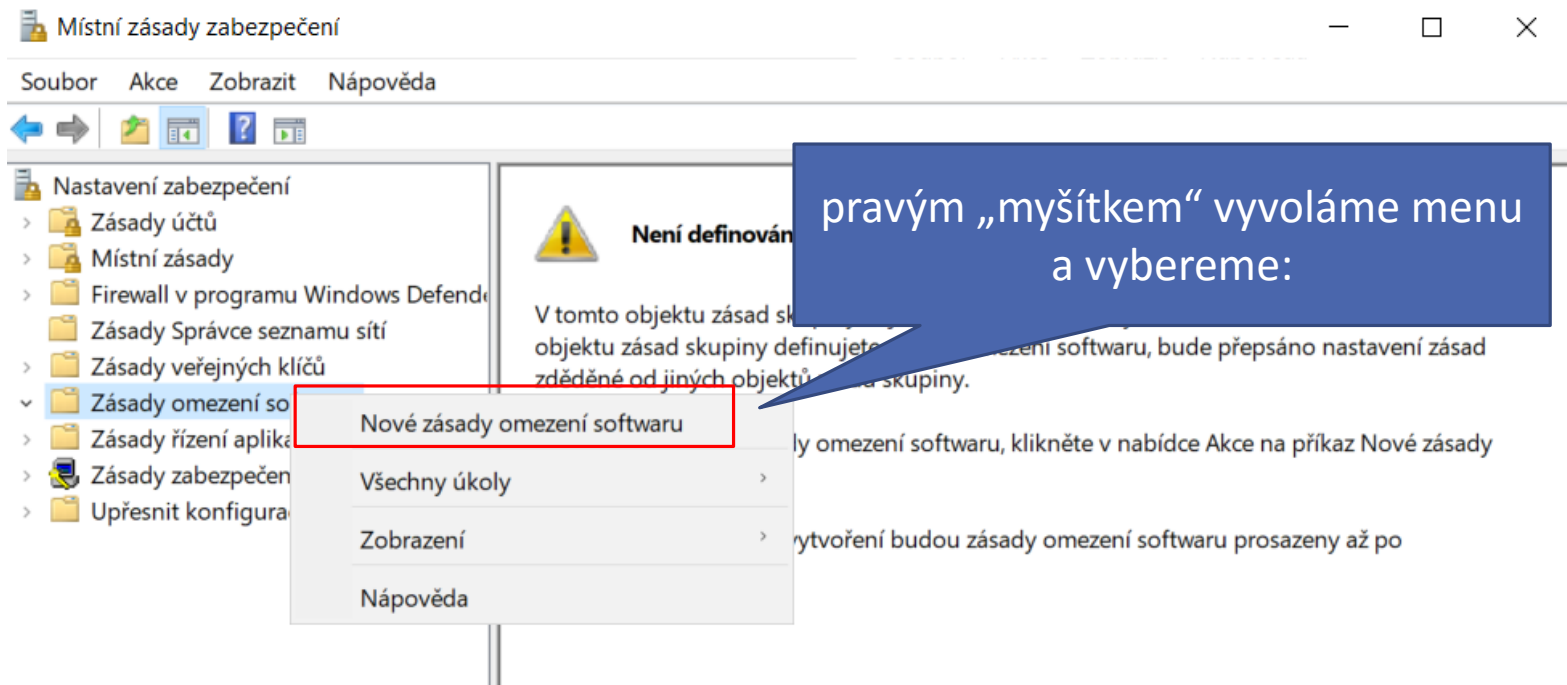 Místní zásady zabezpečení
Soubor Akce Zobrazit Nápověda
Nastavení zabezpečení
Zásady účtů
Místní zásady
Firewall v programu Windows Defende
Zásady Správce seznamu sítí
Zásady veřejných klíčů
Zásady omezení so
Zásady řízení aplika
Zásady zabezpečen
Upřesnit konfigura
Nové zásady omezení softwaru
Všechny úkoly
Zobrazení
Nápověda
pravým „myšítkem“ vyvoláme menu
a vybereme:
Není definován
V tomto objektu zásad
objektu zásad skupiny definujete softwaru, bude přepsáno nastavení zásad
zděděné od jiných objektů skupiny.
omezení softwaru, klikněte v nabídce Akce na příkaz Nové zásady
vytvoření budou zásady omezení softwaru prosazeny až po